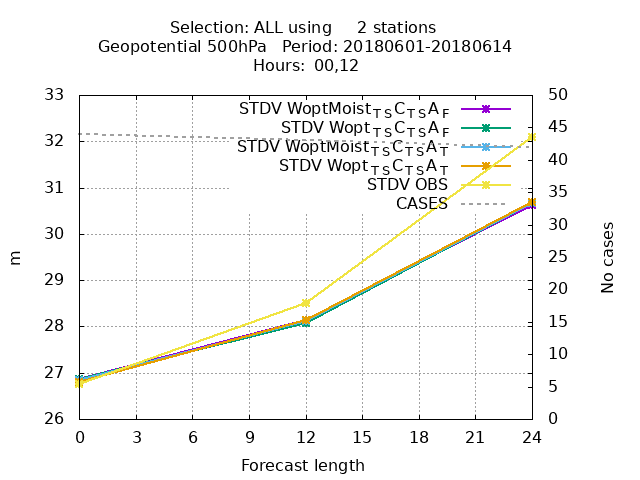 Selection: ALL using     2 stations
Geopotential 500hPa   Period: 20180601-20180614
Hours:  00,12
33
32
31
30
29
28
27
26
m
50
45
40
35
30
25
20
15
10
5
0
No cases
STDV WoptMoist_TS C_TS A_F
STDV Wopt_TS C_TS A_F
STDV WoptMoist_TS C_TS A_T
STDV Wopt_TS C_TS A_T
STDV OBS
CASES
0 3 6 9 12 15 18 21 24
Forecast length